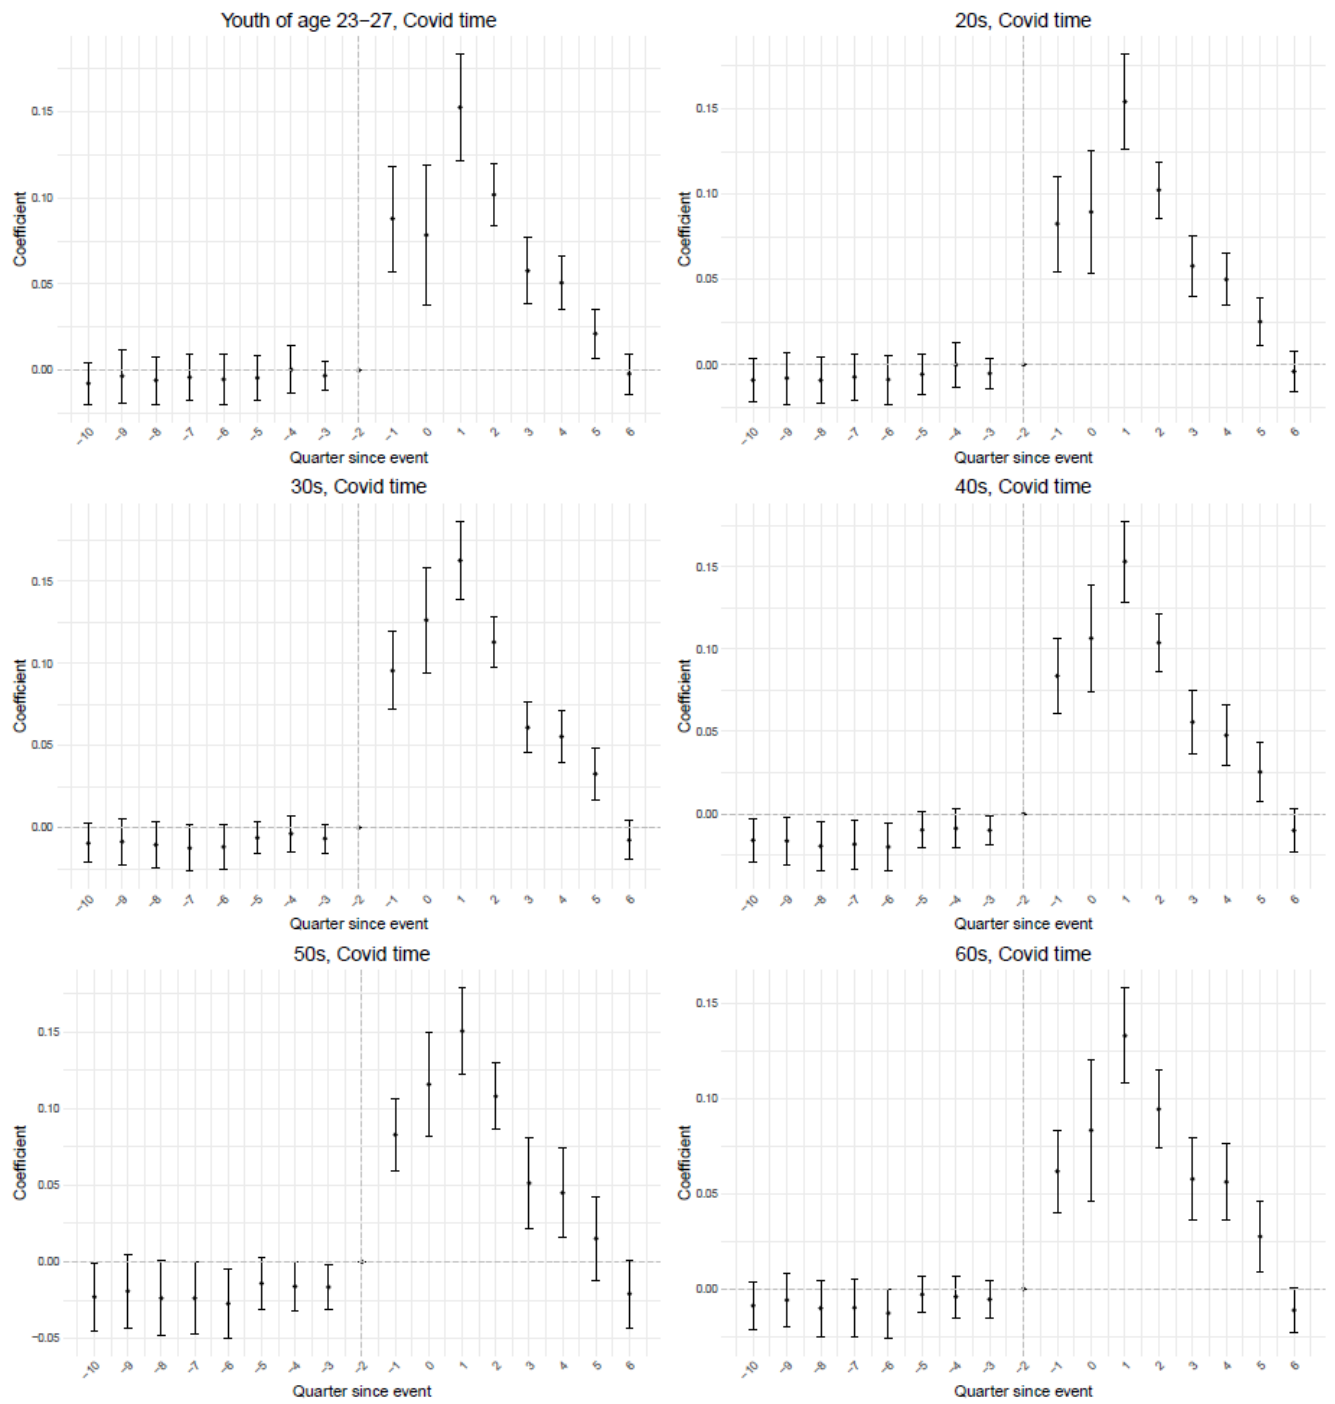 Youth of age 23−27, Covid time
Coefficient
0.15
0.10
0.05
0.00
−10 −9 −8 −7 −6 −5 −4 −3 −2 −1 0 1 2 3 4 5 6
Quarter since event
20s, Covid time
Coefficient
0.15
0.10
0.05
0.00
−10 −9 −8 −7 −6 −5 −4 −3 −2 −1 0 1 2 3 4 5 6
Quarter since event
30s, Covid time
Coefficient
0.15
0.10
0.05
0.00
−10 −9 −8 −7 −6 −5 −4 −3 −2 −1 0 1 2 3 4 5 6
Quarter since event
40s, Covid time
Coefficient
0.15
0.10
0.05
0.00
−10 −9 −8 −7 −6 −5 −4 −3 −2 −1 0 1 2 3 4 5 6
Quarter since event
50s, Covid time
Coefficient
0.15
0.10
0.05
0.00
−0.05
−10 −9 −8 −7 −6 −5 −4 −3 −2 −1 0 1 2 3 4 5 6
Quarter since event
60s, Covid time
Coefficient
0.15
0.10
0.05
0.00
−10 −9 −8 −7 −6 −5 −4 −3 −2 −1 0 1 2 3 4 5 6
Quarter since event